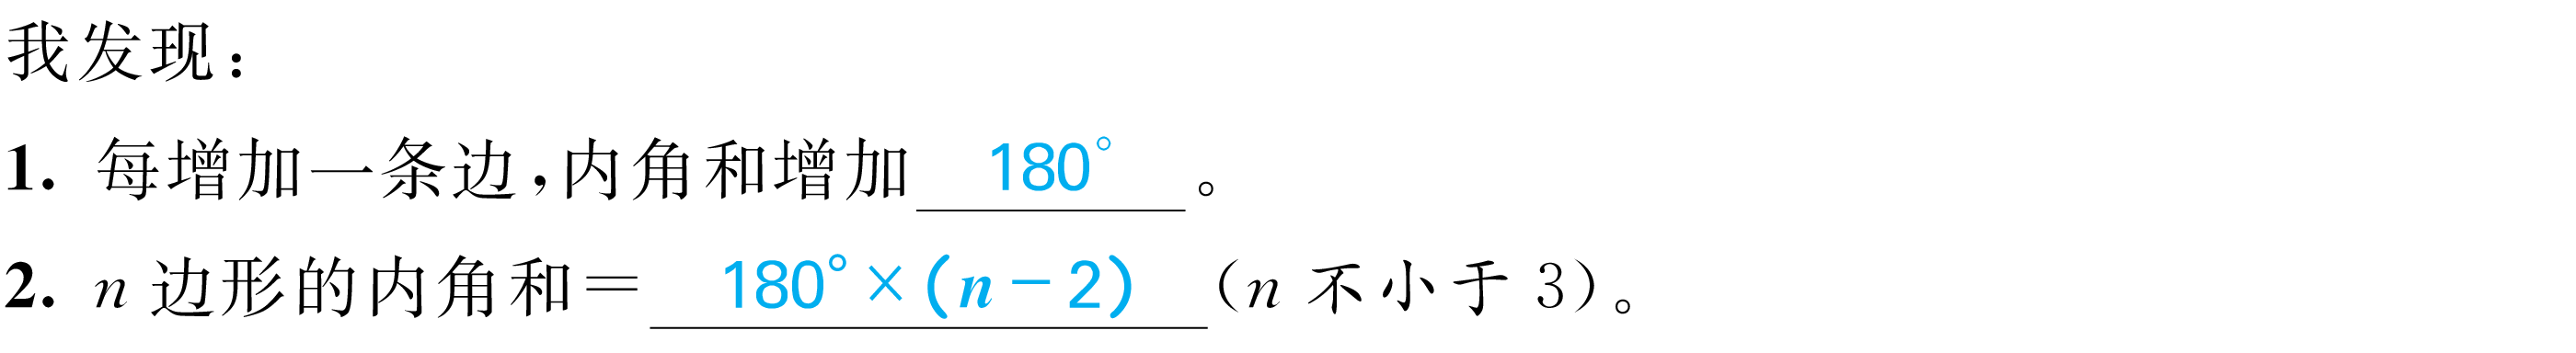 我发现：
1. 每增加一条边，内角和增加 180° 。
2. n 边形的内角和＝ 180°×(n－2) （n 不小于 3）。